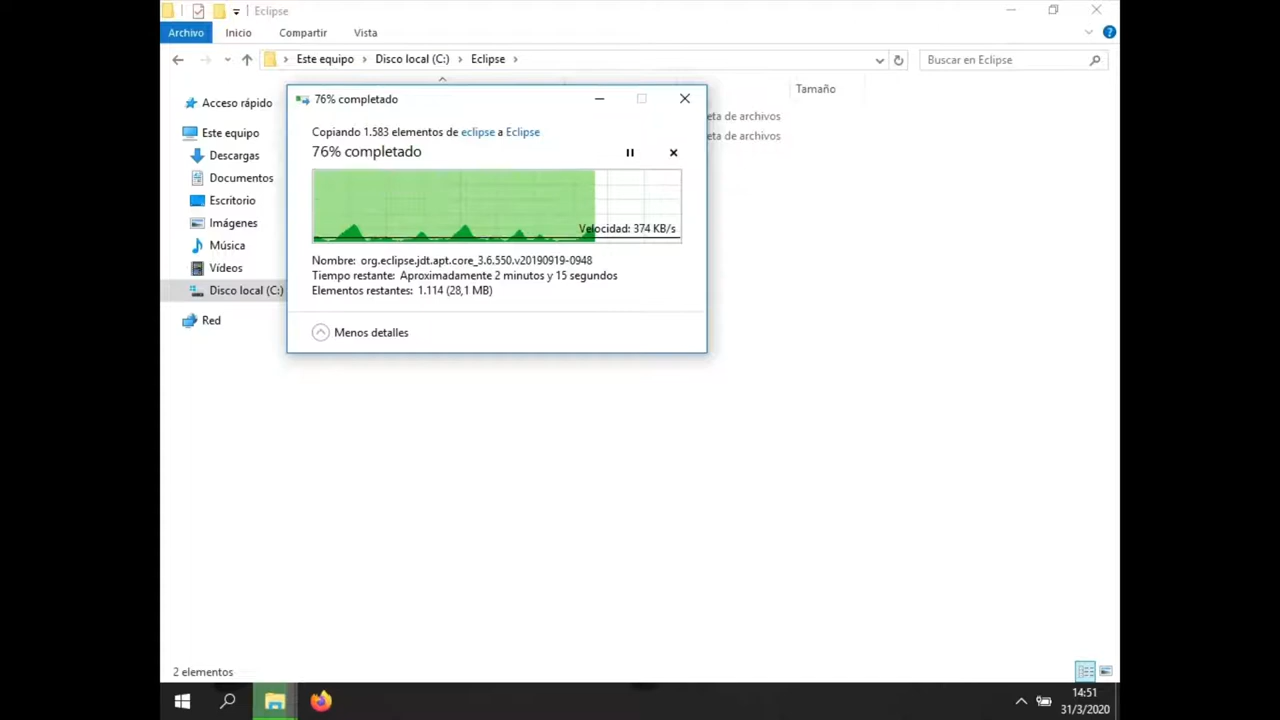 Eclipse
Archivo
Inicio
Compartir
Vista
Este equipo
Disco local (C:)
Eclipse
Buscar en Eclipse
Tamaño
eta de archivos
eta de archivos
Acceso rápido
Este equipo
Descargas
Documentos
Escritorio
Imágenes
Música
Vídeos
Disco local (C:)
Red
76% completado
Copiando 1.583 elementos de eclipse a Eclipse
76% completado
Velocidad: 374 KB/s
Nombre: org.eclipse.jdt.apt.core_3.6.550.v20190919-0948
Tiempo restante: Aproximadamente 2 minutos y 15 segundos
Elementos restantes: 1.114 (28,1 MB)
Menos detalles
2 elementos
14:51
31/3/2020